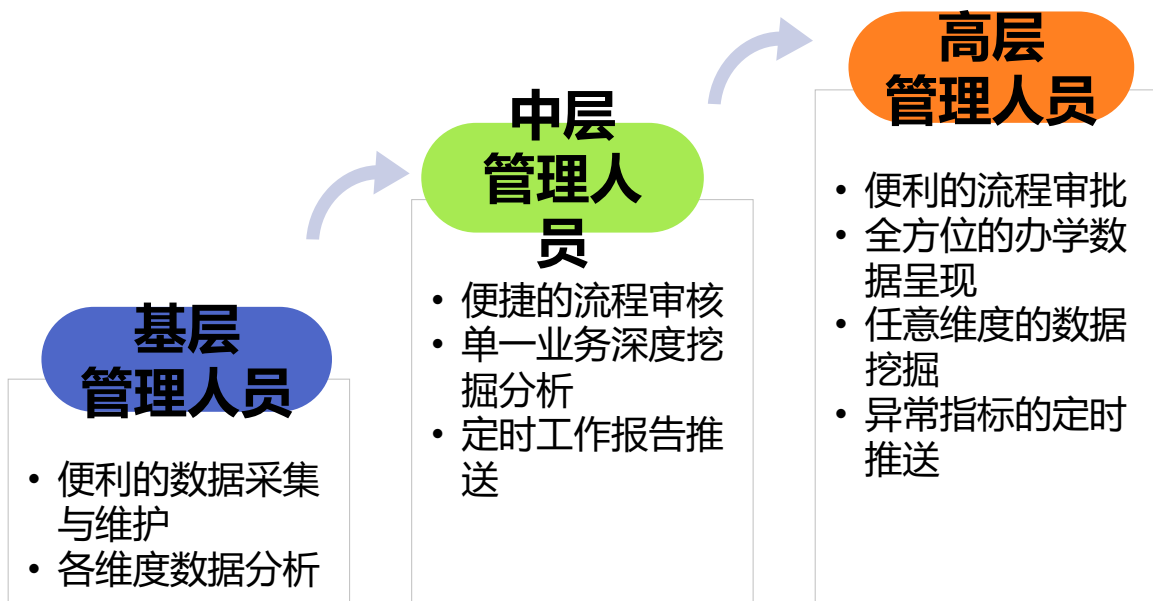 基层
管理人员
• 便利的数据采集
与维护
• 各维度数据分析
中层
管理人
员
• 便捷的流程审核
• 单一业务深度挖
掘分析
• 定时工作报告推
送
高层
管理人员
• 便利的流程审批
• 全方位的办学数
据呈现
• 任意维度的数据
挖掘
• 异常指标的定时
推送